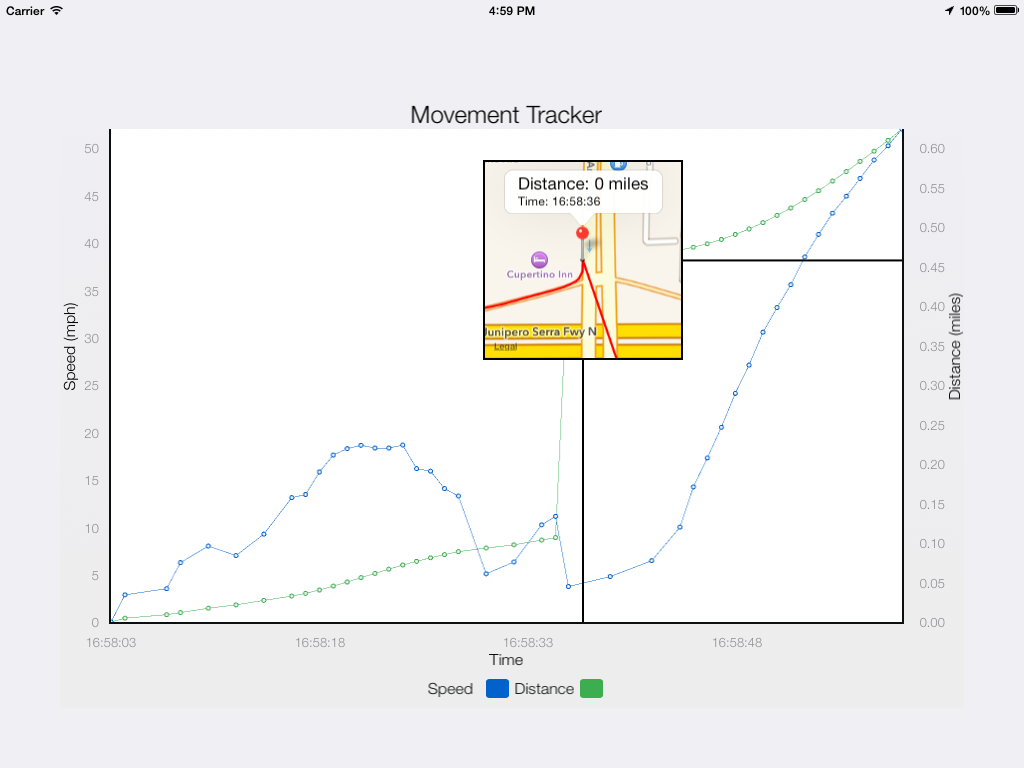 Carrier 4:59 PM 100%
Movement Tracker
50
45
40
35
30
25
20
15
10
5
0
Speed (mph)
Distance: 0 miles
Time: 16:58:36
Cupertino Inn
Junipero Serra Fwy N
Legal
0.60
0.55
0.50
0.45
0.40
0.35
0.30
0.25
0.20
0.15
0.10
0.05
0.00
Distance (miles)
16:58:03 16:58:18 16:58:33 16:58:48
Time
Speed Distance